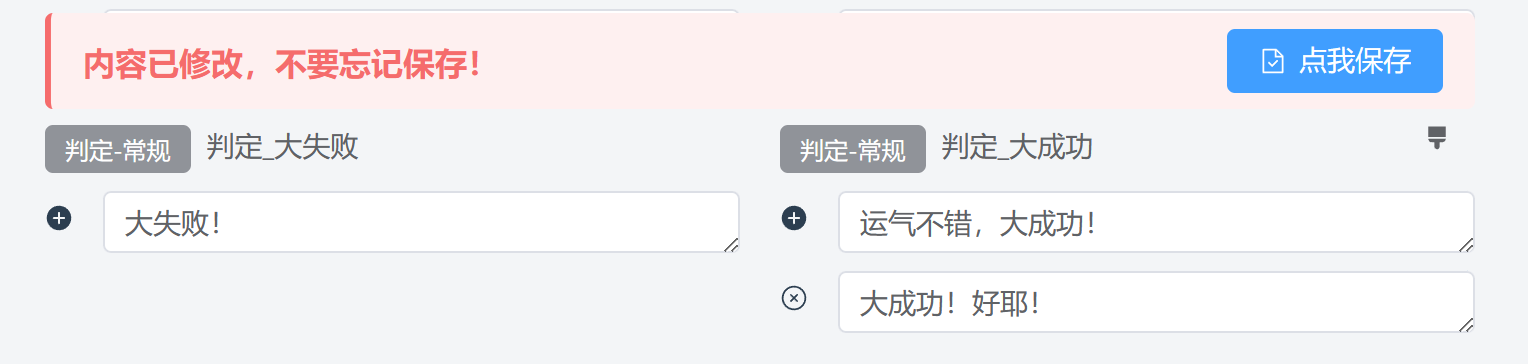 内容已修改，不要忘记保存！
点我保存
判定-常规 判定_大失败
大失败！
判定-常规 判定_大成功
运气不错，大成功！
大成功！好耶！